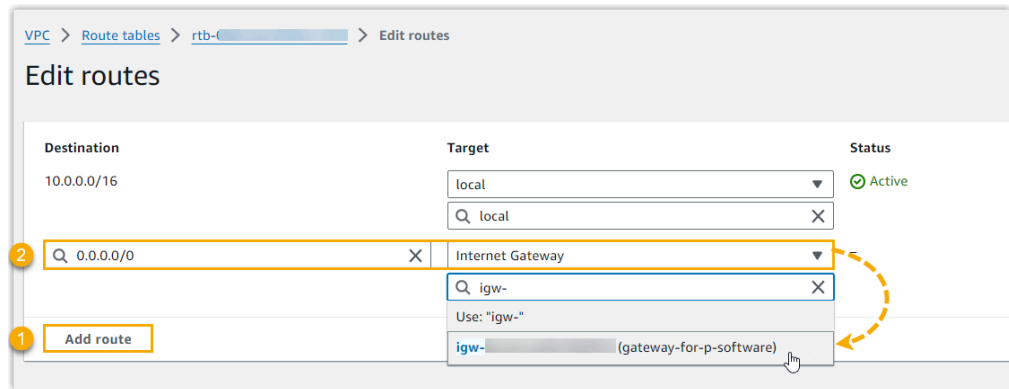 VPC > Route tables > rtb- > Edit routes
Edit routes
Destination Target Status
10.0.0.0/16 local Active
local
2 0.0.0.0/0 Internet Gateway –
igw-
Use: "igw-"
1 Add route igw- (gateway-for-p-software)